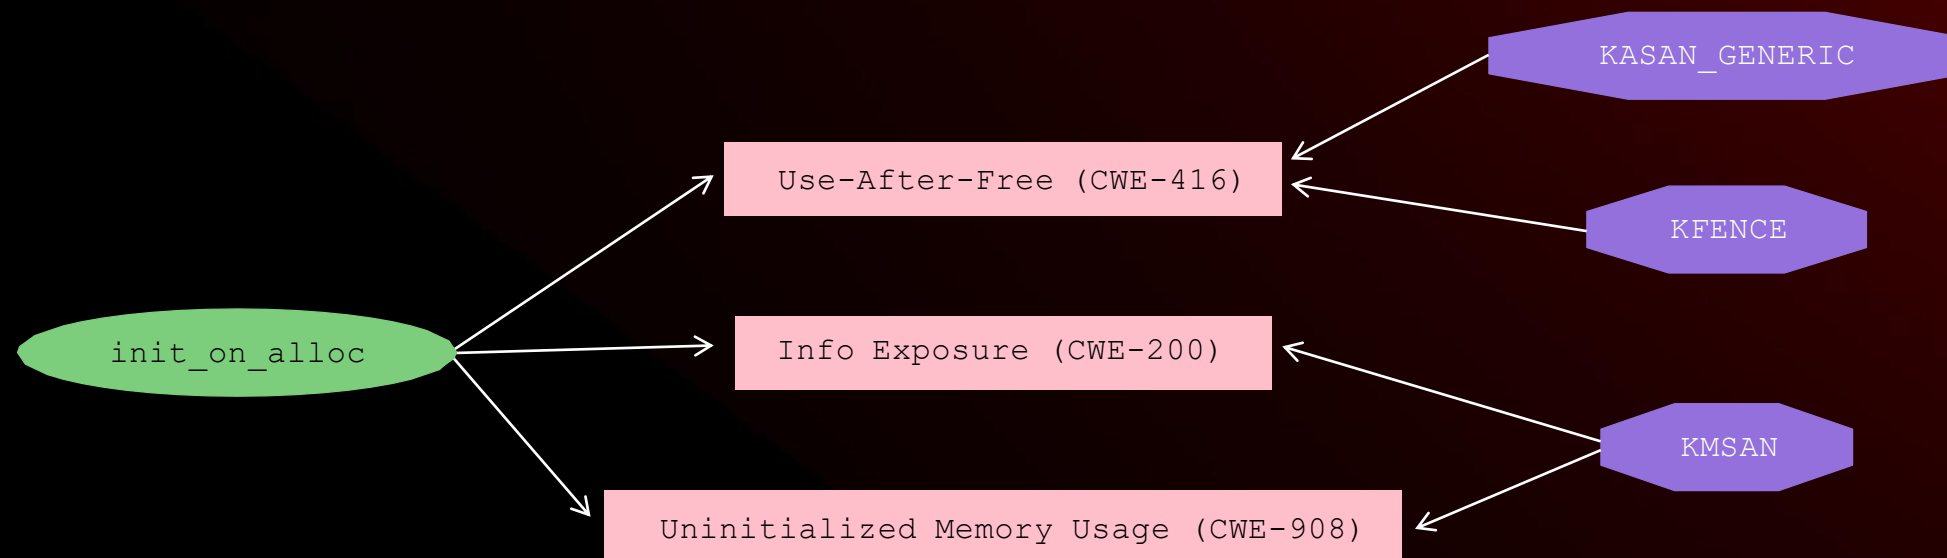 KASAN_GENERIC
Use-After-Free (CWE-416)
KFENCE
init_on_alloc
Info Exposure (CWE-200)
KMSAN
Uninitialized Memory Usage (CWE-908)